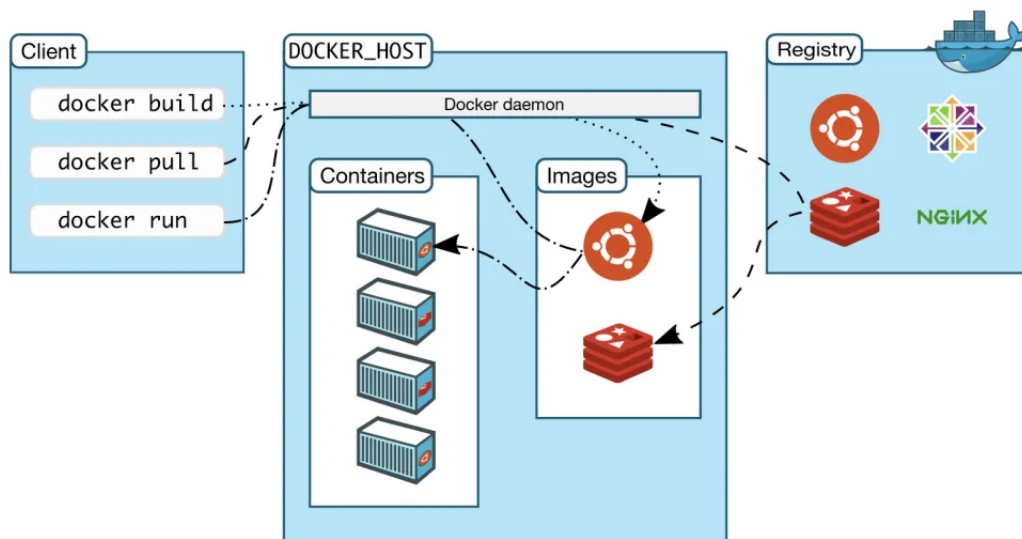 Client
docker build
docker pull
docker run
DOCKER_HOST
Docker daemon
Containers
Images
Registry
NGINX